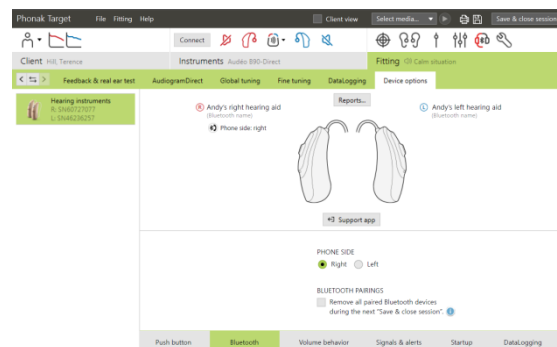 Phonak Target File Fitting Help Client view Select media... Save & close session
Connect
Client Hill, Terence Instruments Audéo B90-Direct Fitting Calm situation
Feedback & real ear test AudiogramDirect Global tuning Fine tuning DataLogging Device options
Hearing instruments
R: SN80727077
L: SN46236257
Reports...
R Andy's right hearing aid
(Bluetooth name)
Phone side: right
L Andy's left hearing aid
(Bluetooth name)
Support app
PHONE SIDE
Right Left
BLUETOOTH PAIRINGS
Remove all paired Bluetooth devices
during the next "Save & close session".
Push button Bluetooth Volume behavior Signals & alerts Startup DataLogging